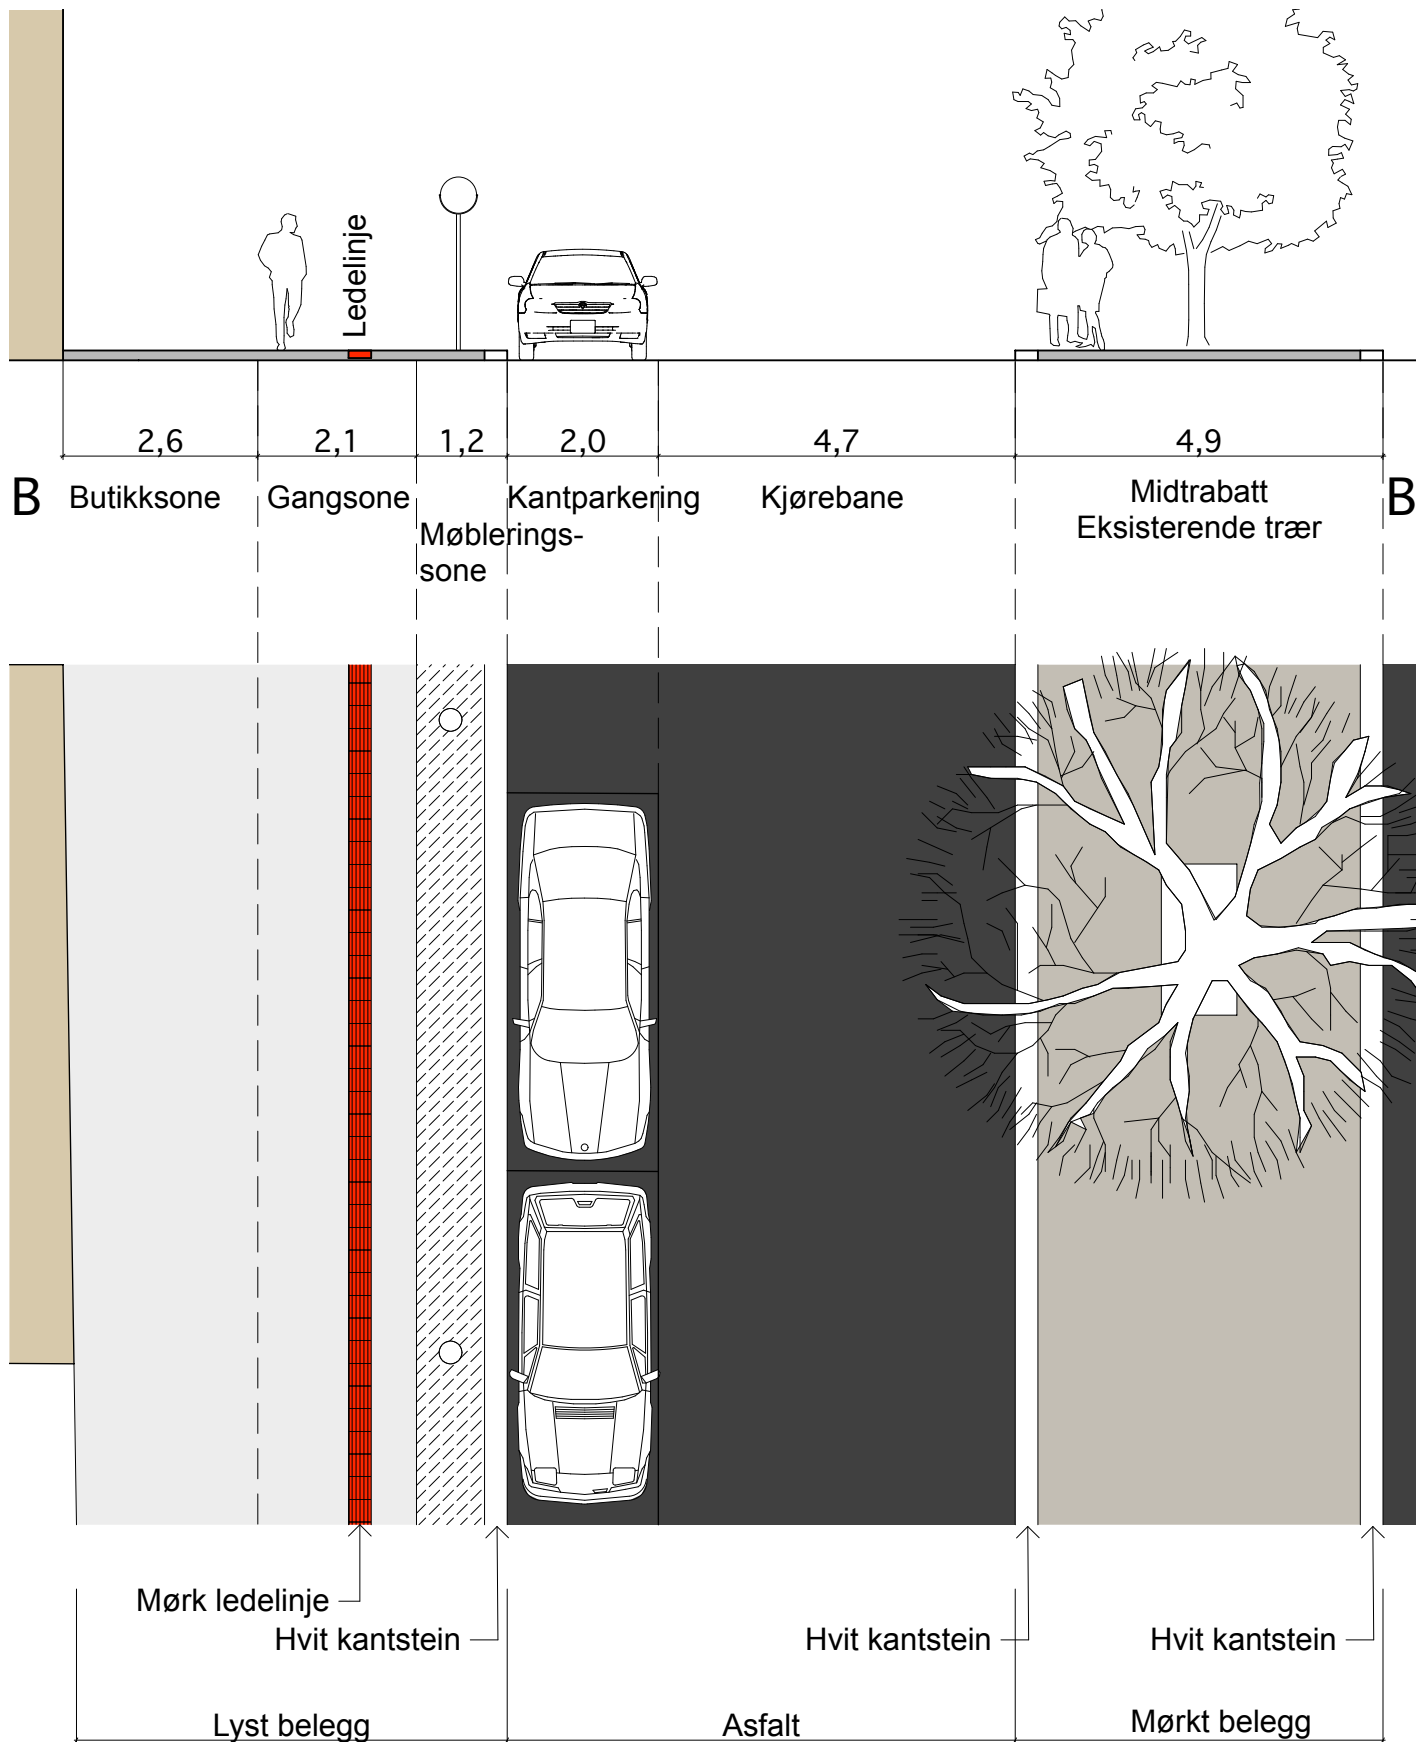 Ledelinje
2,6 2,1 1,2 2,0 4,7 4,9
B Butikksone Gangsone Kantparkering Kjørebane Midtrabatt B
Eksisterende trær
Møblerings-
sone
Mørk ledelinje
Hvit kantstein Hvit kantstein Hvit kantstein
Lyst belegg Asfalt Mørkt belegg